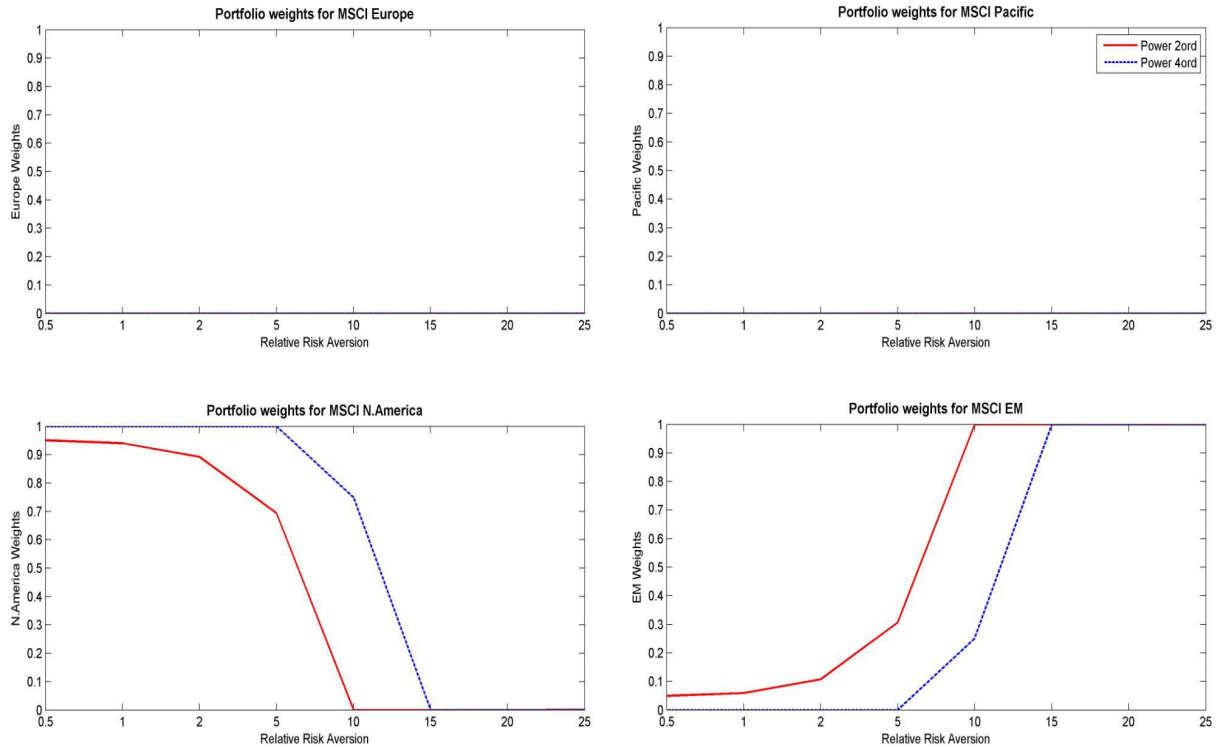 Portfolio weights for MSCI Europe
1
0.9
0.8
0.7
0.6
0.5
0.4
0.3
0.2
0.1
0
Europe Weights
0.5 1 2 5 10 15 20 25
Relative Risk Aversion
Portfolio weights for MSCI Pacific
1
0.9
0.8
0.7
0.6
0.5
0.4
0.3
0.2
0.1
0
Pacific Weights
Power 2ord
Power 4ord
0.5 1 2 5 10 15 20 25
Relative Risk Aversion
Portfolio weights for MSCI N.America
1
0.9
0.8
0.7
0.6
0.5
0.4
0.3
0.2
0.1
0
N.America Weights
0.5 1 2 5 10 15 20 25
Relative Risk Aversion
Portfolio weights for MSCI EM
1
0.9
0.8
0.7
0.6
0.5
0.4
0.3
0.2
0.1
0
EM Weights
0.5 1 2 5 10 15 20 25
Relative Risk Aversion